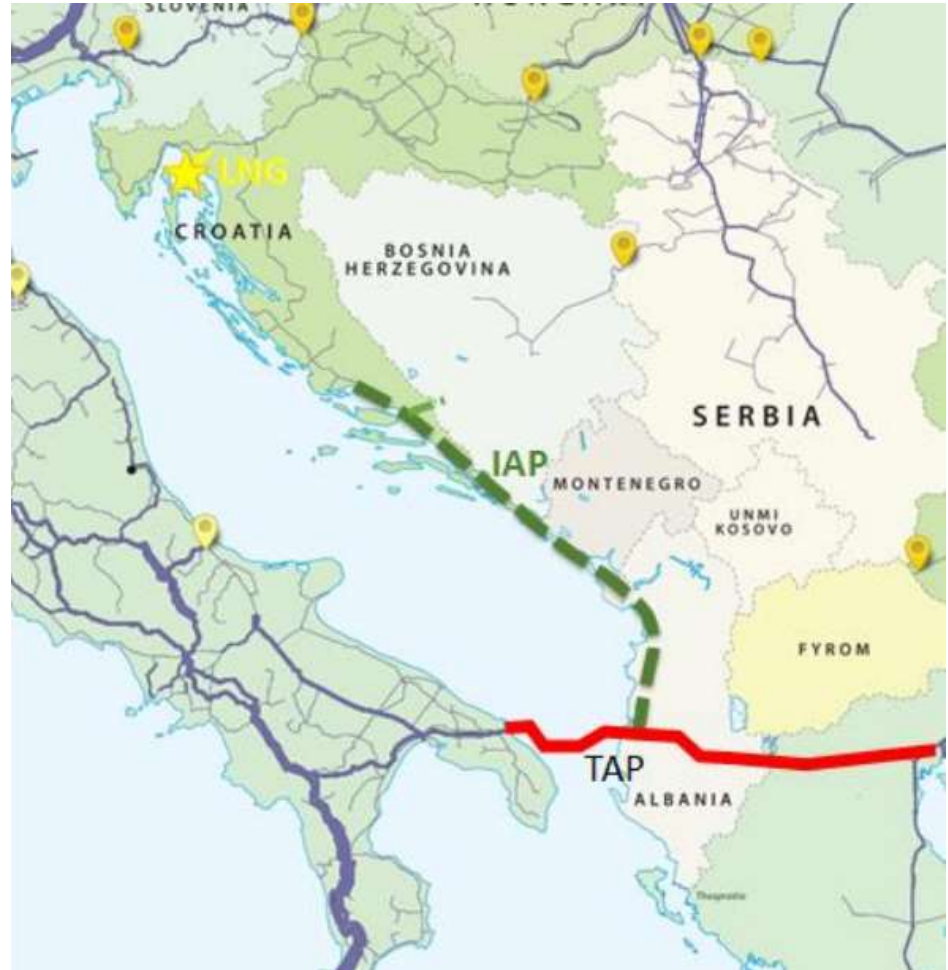 SLOVENIA
LNG
CROATIA
BOSNIA
HERZEGOVINA
SERBIA
IAP
MONTENEGRO
UNMI
KOSOVO
FYROM
TAP
ALBANIA